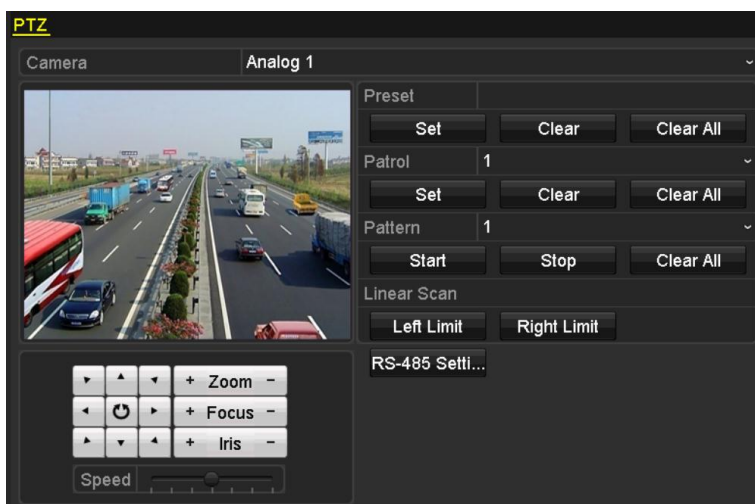 PTZ
Camera Analog 1
Preset
Set Clear Clear All
Patrol 1
Set Clear Clear All
Pattern 1
Start Stop Clear All
Linear Scan
Left Limit Right Limit
RS-485 Setti...
+ Zoom -
+ Focus -
+ Iris -
Speed